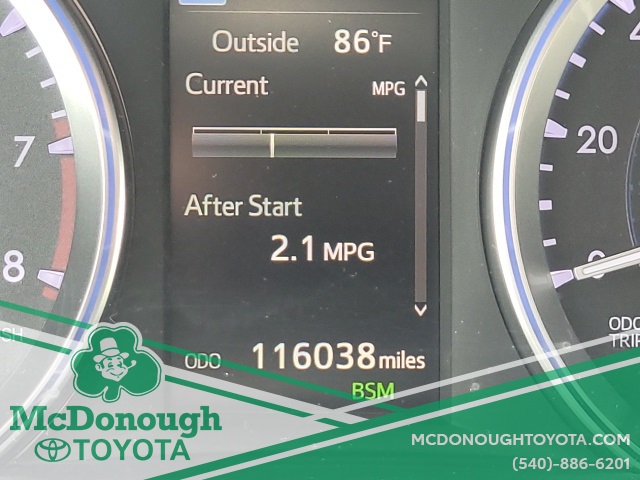 Outside 86°F
Current MPG
After Start
2.1 MPG
ODO 116038 miles
BSM
7
8
20
0
ODO
TRIP
McDonough
TOYOTA
MCDONOUGHTOYOTA.COM
(540)-886-6201